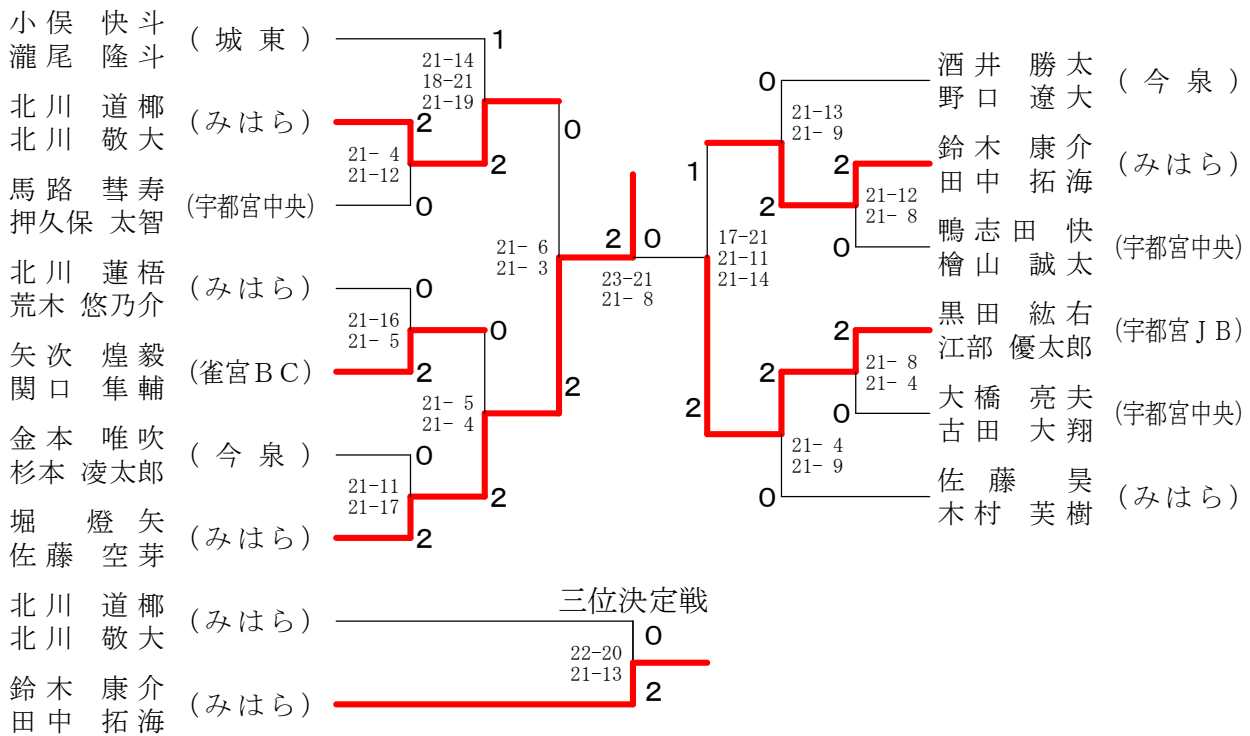 小俣 快斗
瀧尾 隆斗
(城東)
1
21-14
18-21
21-19
北川 道椰
北川 敬大
(みはら)
2
2
21- 4
21-12
馬路 彗寿
押久保 太智
(宇都宮中央)
0
0
21- 6
21- 3
北川 蓮梧
荒木 悠乃介
(みはら)
0
21-16
21- 5
0
矢次 煌毅
関口 隼輔
(雀宮BC)
2
21- 5
21- 4
2
金本 唯吹
杉本 凌太郎
(今泉)
0
21-11
21-17
2
堀 燈矢
佐藤 空芽
(みはら)
2
2
0
23-21
21- 8
酒井 勝太
野口 遼大
(今泉)
0
21-13
21- 9
1
鈴木 康介
田中 拓海
(みはら)
2
2
21-12
21- 8
鴨志田 快
檜山 誠太
(宇都宮中央)
0
17-21
21-11
21-14
黒田 紘右
江部 優太郎
(宇都宮JB)
2
2
21- 8
21- 4
大橋 亮夫
古田 大翔
(宇都宮中央)
0
2
21- 4
21- 9
佐藤 昊
木村 芙樹
(みはら)
0
三位決定戦
北川 道椰
北川 敬大
(みはら)
0
22-20
21-13
鈴木 康介
田中 拓海
(みはら)
2